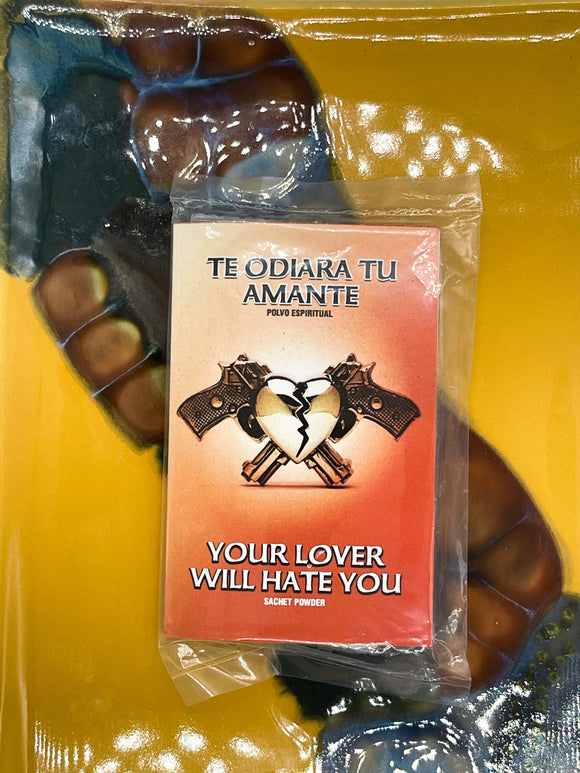 TE ODIARA TU
AMANTE
POLVO ESPIRITUAL
YOUR LOVER
WILL HATE YOU
SACHET POWDER